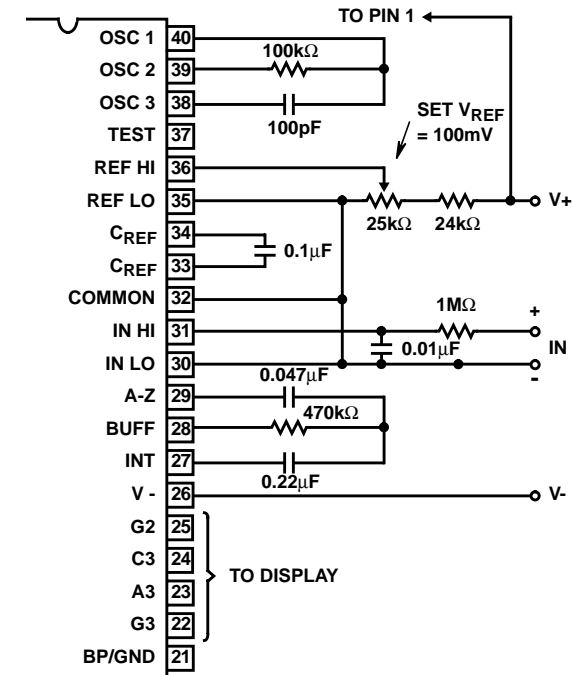 TO PIN 1
OSC 1 40
100kΩ
OSC 2 39
OSC 3 38
100pF
SET VREF
= 100mV
TEST 37
REF HI 36
REF LO 35
V+
25kΩ 24kΩ
CREF 34
0.1μF
CREF 33
COMMON 32
1MΩ
+
IN HI 31
0.01μF
IN
IN LO 30
-
0.047μF
A-Z 29
470kΩ
BUFF 28
INT 27
0.22μF
V - 26
V-
G2 25
C3 24
TO DISPLAY
A3 23
G3 22
BP/GND 21